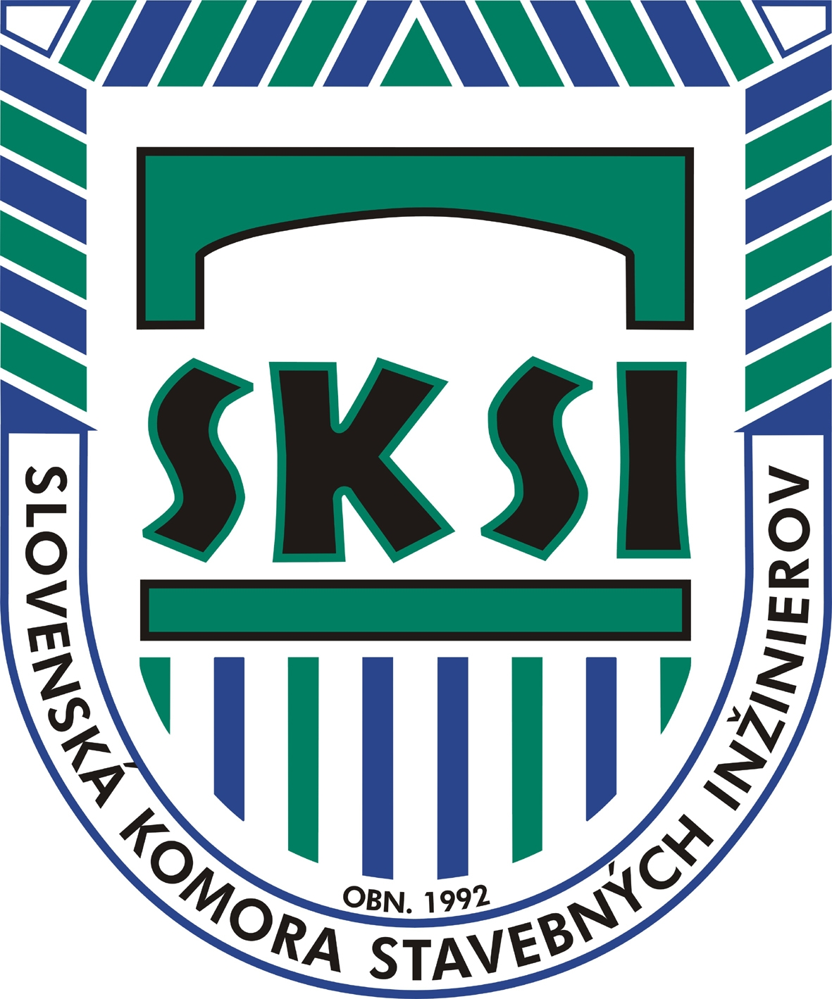 SKSI
OBN. 1992
SLOVENSKÁ KOMORA STAVEBNÝCH INŽINIEROV